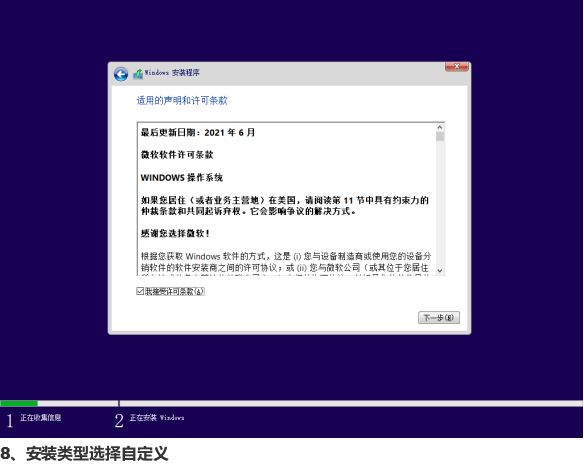 Windows 安装程序
适用的声明和许可条款
最后更新日期：2021 年 6 月
微软软件许可条款
WINDOWS 操作系统
如果您居住（或者业务主营地）在美国，请阅读第 11 节中具有约束力的
仲裁条款和共同起诉弃权。它会影响争议的解决方式。
感谢您选择微软！
根据您获取 Windows 软件的方式，这是 (i) 您与设备制造商或使用您的设备分
销软件的软件安装商之间的许可协议；或 (ii) 您与微软公司（或其位于您居住
我接受许可条款(A)
下一步(N)
1 正在收集信息
2 正在安装 Windows
8、安装类型选择自定义